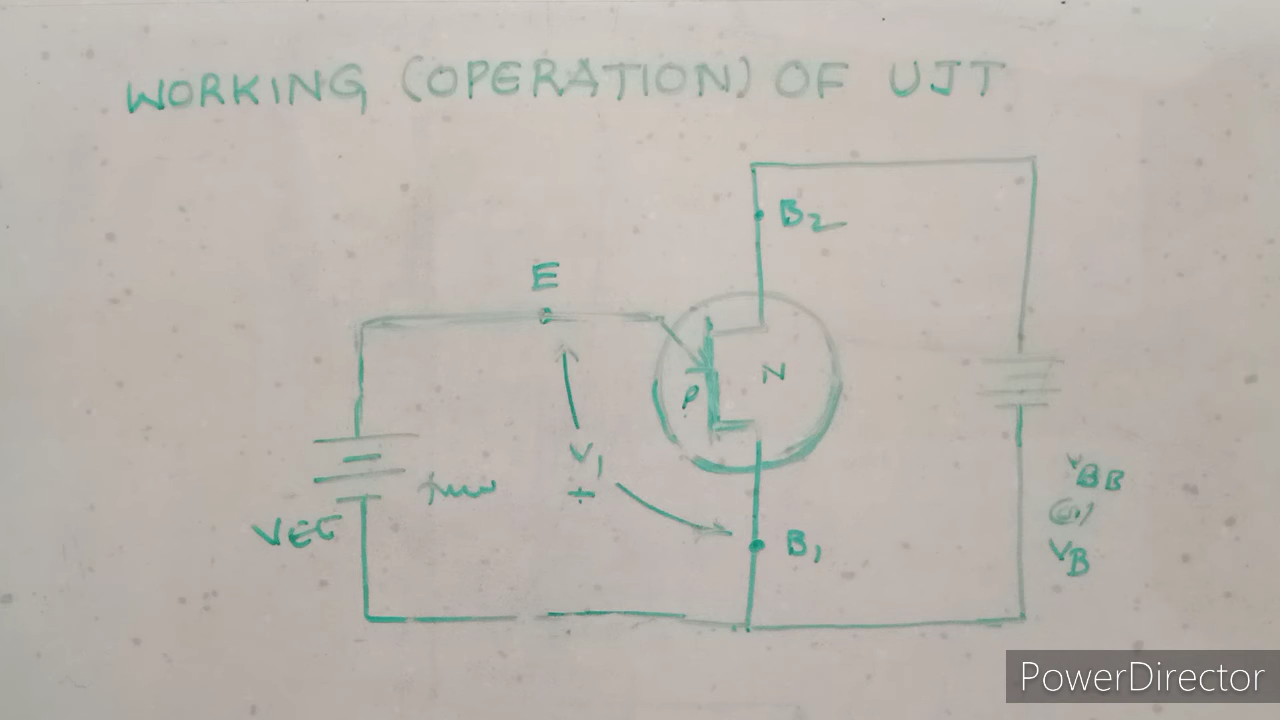 WORKING (OPERATION) OF UJT
B2
E
N
P
V1
+
VBB
VEE
(or)
B1
VB
PowerDirector